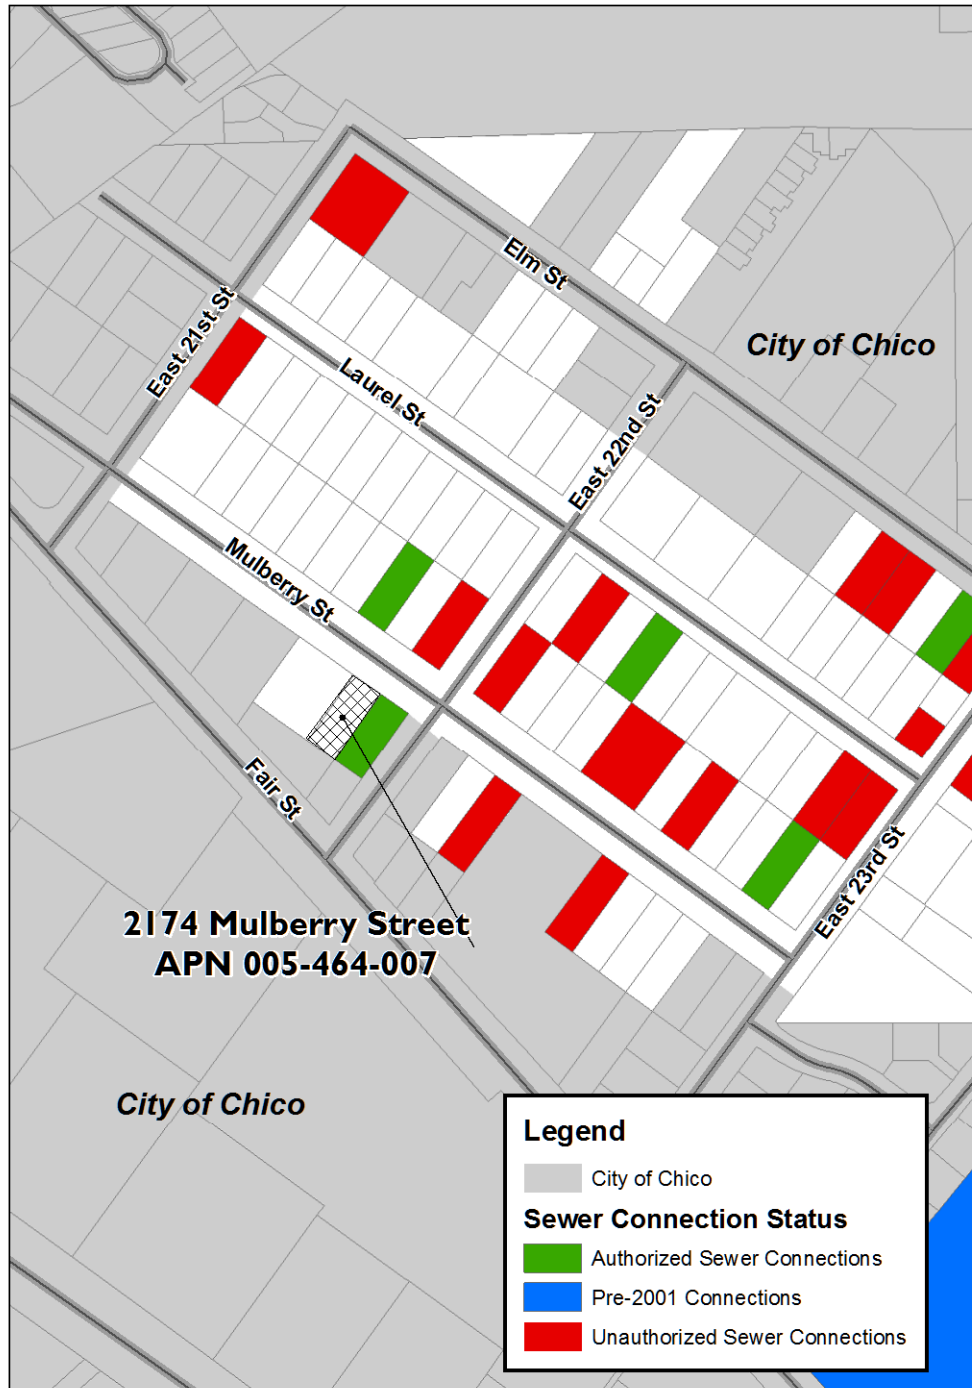 Elm St
City of Chico
East 21st St
Laurel St
East 22nd St
Mulberry St
Fair St
East 23rd St
2174 Mulberry Street
APN 005-464-007
City of Chico
Legend
City of Chico
Sewer Connection Status
Authorized Sewer Connections
Pre-2001 Connections
Unauthorized Sewer Connections